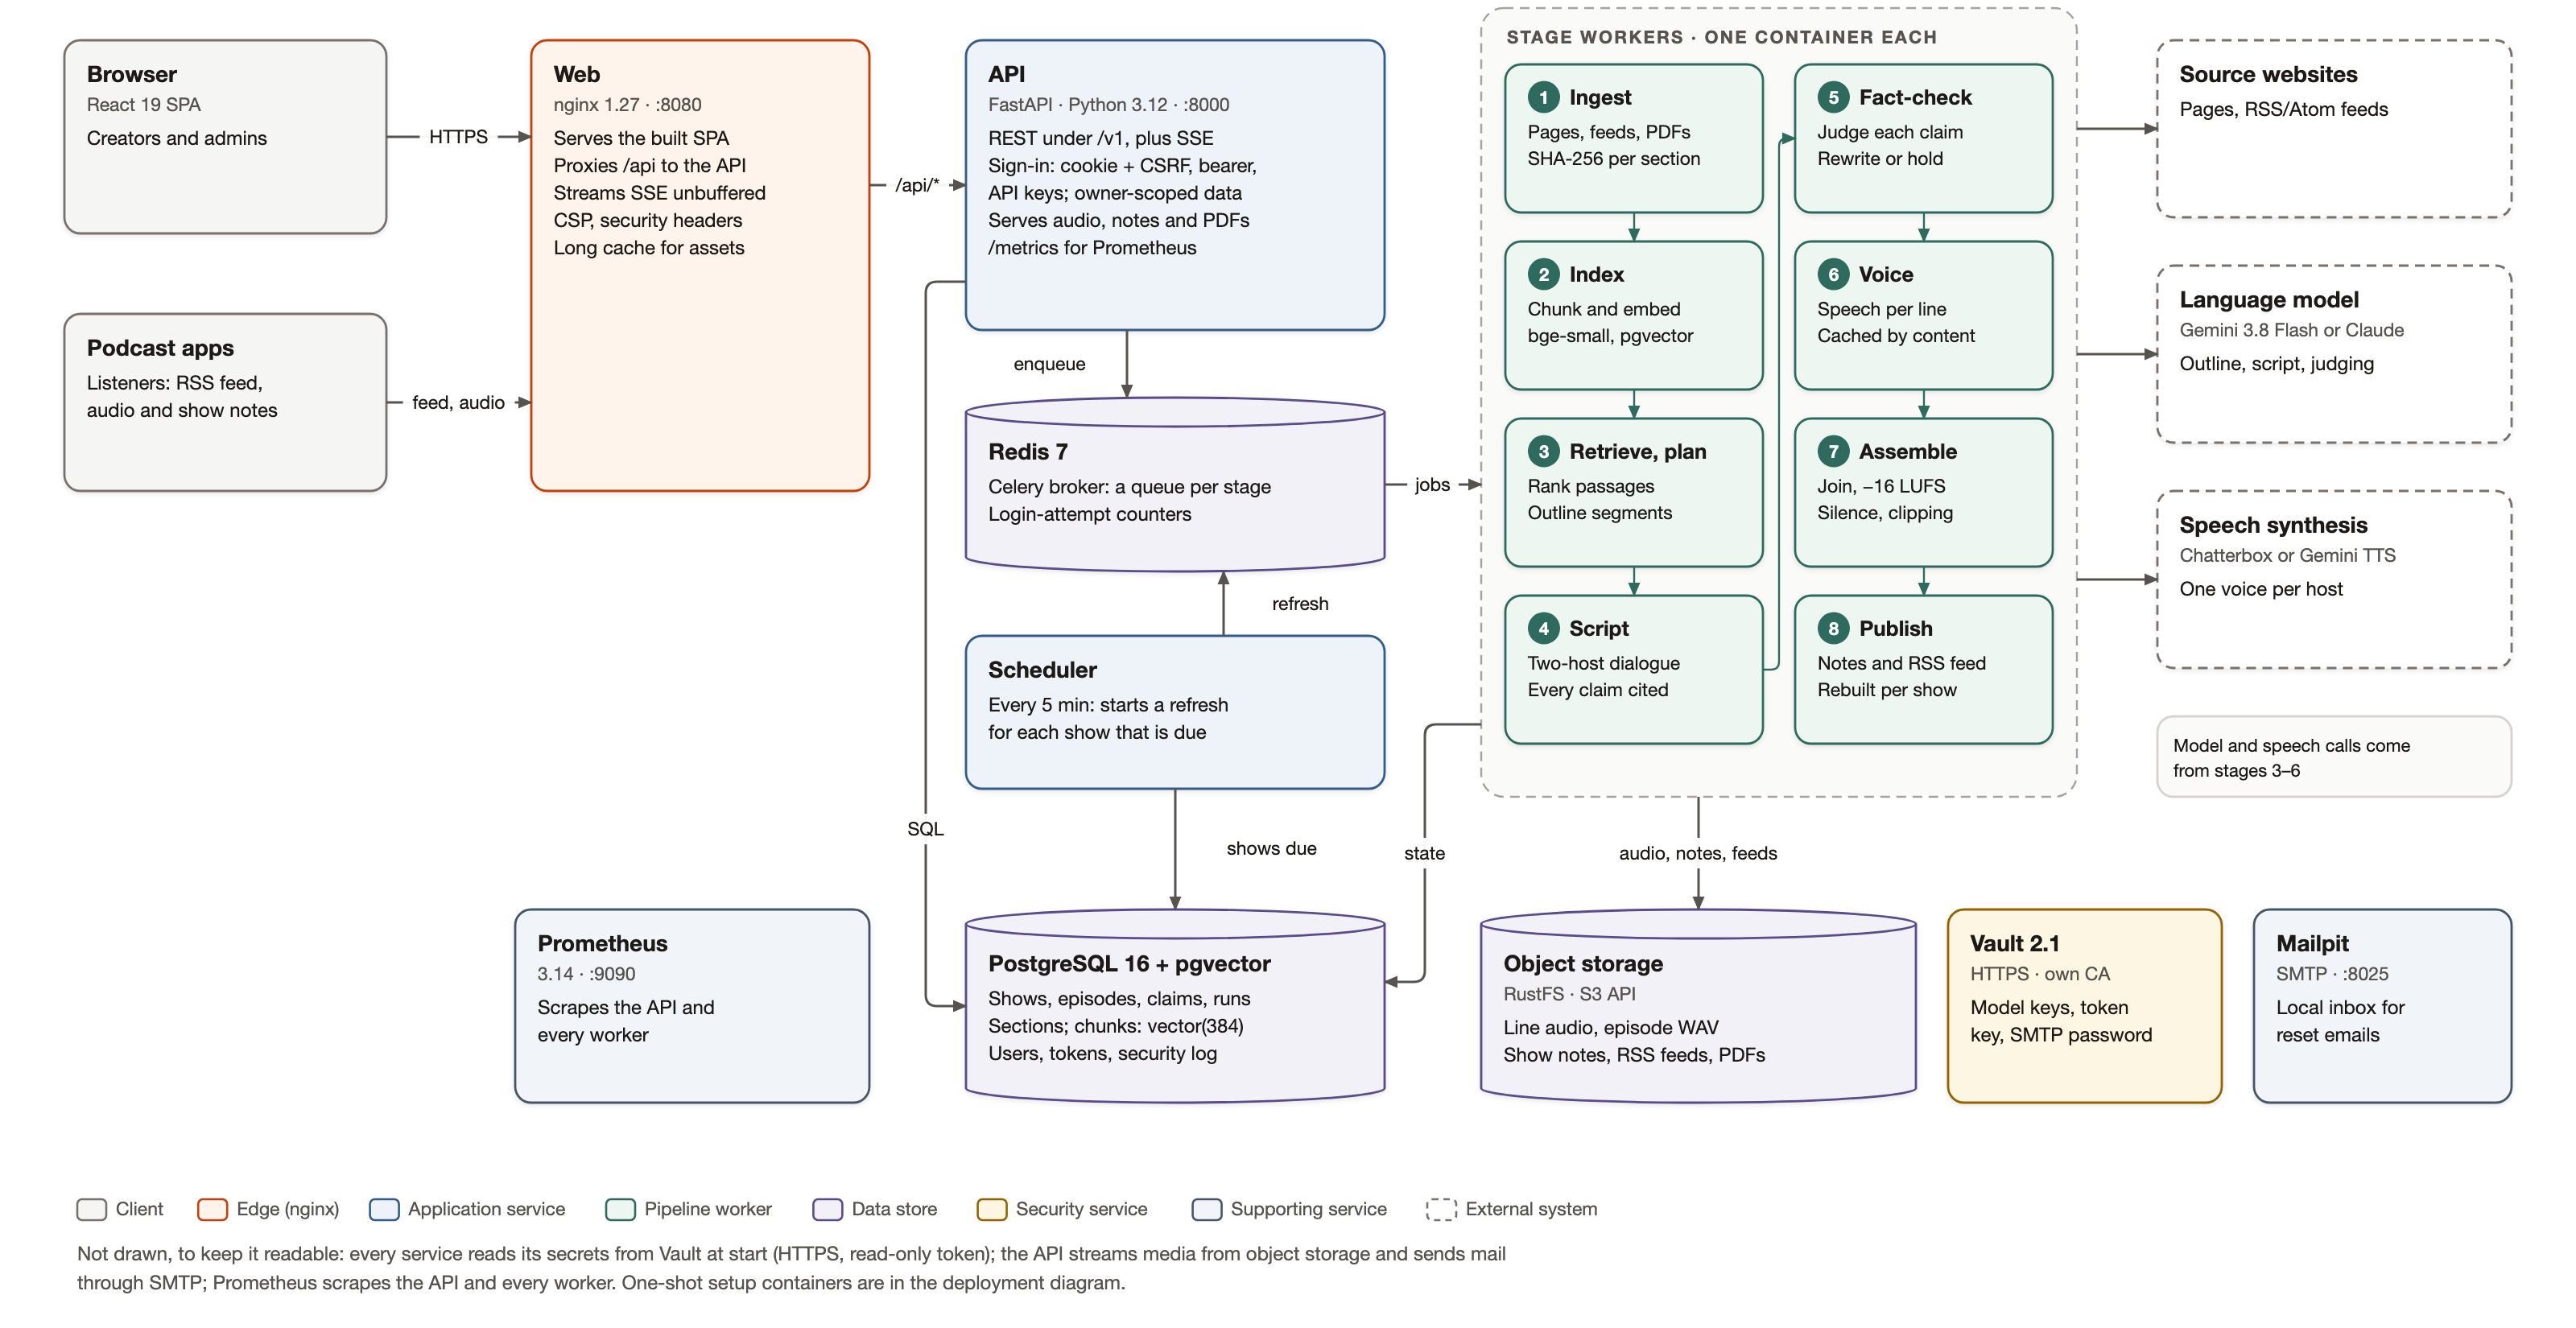 Browser
React 19 SPA
Creators and admins
HTTPS
Podcast apps
Listeners: RSS feed,
audio and show notes
feed, audio
Web
nginx 1.27 · :8080
Serves the built SPA
Proxies /api to the API
Streams SSE unbuffered
CSP, security headers
Long cache for assets
/api/*
API
FastAPI · Python 3.12 · :8000
REST under /v1, plus SSE
Sign-in: cookie + CSRF, bearer,
API keys; owner-scoped data
Serves audio, notes and PDFs
/metrics for Prometheus
enqueue
Redis 7
Celery broker: a queue per stage
Login-attempt counters
jobs
refresh
Scheduler
Every 5 min: starts a refresh
for each show that is due
SQL
shows due
state
STAGE WORKERS · ONE CONTAINER EACH
1 Ingest
Pages, feeds, PDFs
SHA-256 per section
2 Index
Chunk and embed
bge-small, pgvector
3 Retrieve, plan
Rank passages
Outline segments
4 Script
Two-host dialogue
Every claim cited
5 Fact-check
Judge each claim
Rewrite or hold
6 Voice
Speech per line
Cached by content
7 Assemble
Join, −16 LUFS
Silence, clipping
8 Publish
Notes and RSS feed
Rebuilt per show
audio, notes, feeds
Source websites
Pages, RSS/Atom feeds
Language model
Gemini 3.8 Flash or Claude
Outline, script, judging
Speech synthesis
Chatterbox or Gemini TTS
One voice per host
Model and speech calls come
from stages 3–6
Prometheus
3.14 · :9090
Scrapes the API and
every worker
PostgreSQL 16 + pgvector
Shows, episodes, claims, runs
Sections; chunks: vector(384)
Users, tokens, security log
Object storage
RustFS · S3 API
Line audio, episode WAV
Show notes, RSS feeds, PDFs
Vault 2.1
HTTPS · own CA
Model keys, token
key, SMTP password
Mailpit
SMTP · :8025
Local inbox for
reset emails
Client
Edge (nginx)
Application service
Pipeline worker
Data store
Security service
Supporting service
External system
Not drawn, to keep it readable: every service reads its secrets from Vault at start (HTTPS, read-only token); the API streams media from object storage and sends mail
through SMTP; Prometheus scrapes the API and every worker. One-shot setup containers are in the deployment diagram.